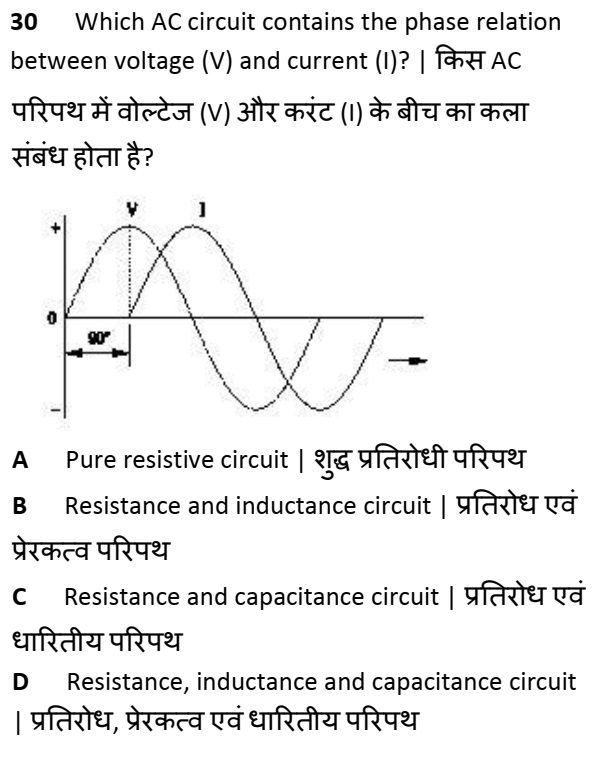 30 Which AC circuit contains the phase relation
between voltage (V) and current (I)? | किस AC
परिपथ में वोल्टेज (V) और करंट (I) के बीच का कला
संबंध होता है?
V I
+
0
90°
-
A Pure resistive circuit | शुद्ध प्रतिरोधी परिपथ
B Resistance and inductance circuit | प्रतिरोध एवं
प्रेरकत्व परिपथ
C Resistance and capacitance circuit | प्रतिरोध एवं
धारितीय परिपथ
D Resistance, inductance and capacitance circuit
| प्रतिरोध, प्रेरकत्व एवं धारितीय परिपथ